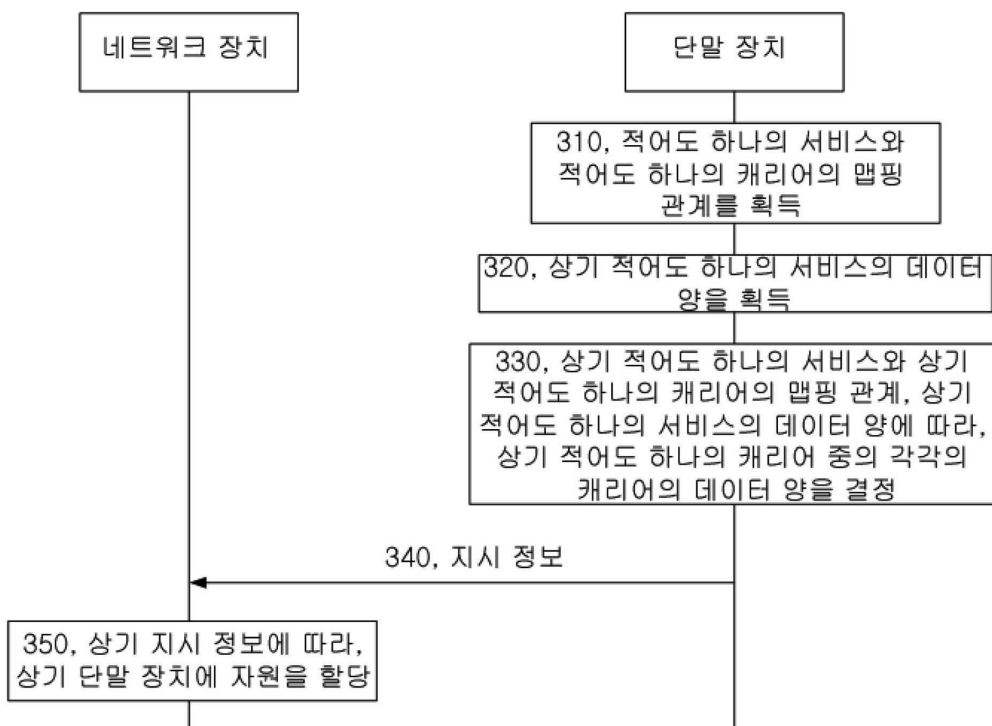 네트워크 장치
단말 장치
310, 적어도 하나의 서비스와
적어도 하나의 캐리어의 맵핑
관계를 획득
320, 상기 적어도 하나의 서비스의 데이터
양을 획득
330, 상기 적어도 하나의 서비스와 상기
적어도 하나의 캐리어의 맵핑 관계, 상기
적어도 하나의 서비스의 데이터 양에 따라,
상기 적어도 하나의 캐리어 중의 각각의
캐리어의 데이터 양을 결정
340, 지시 정보
350, 상기 지시 정보에 따라,
상기 단말 장치에 자원을 할당